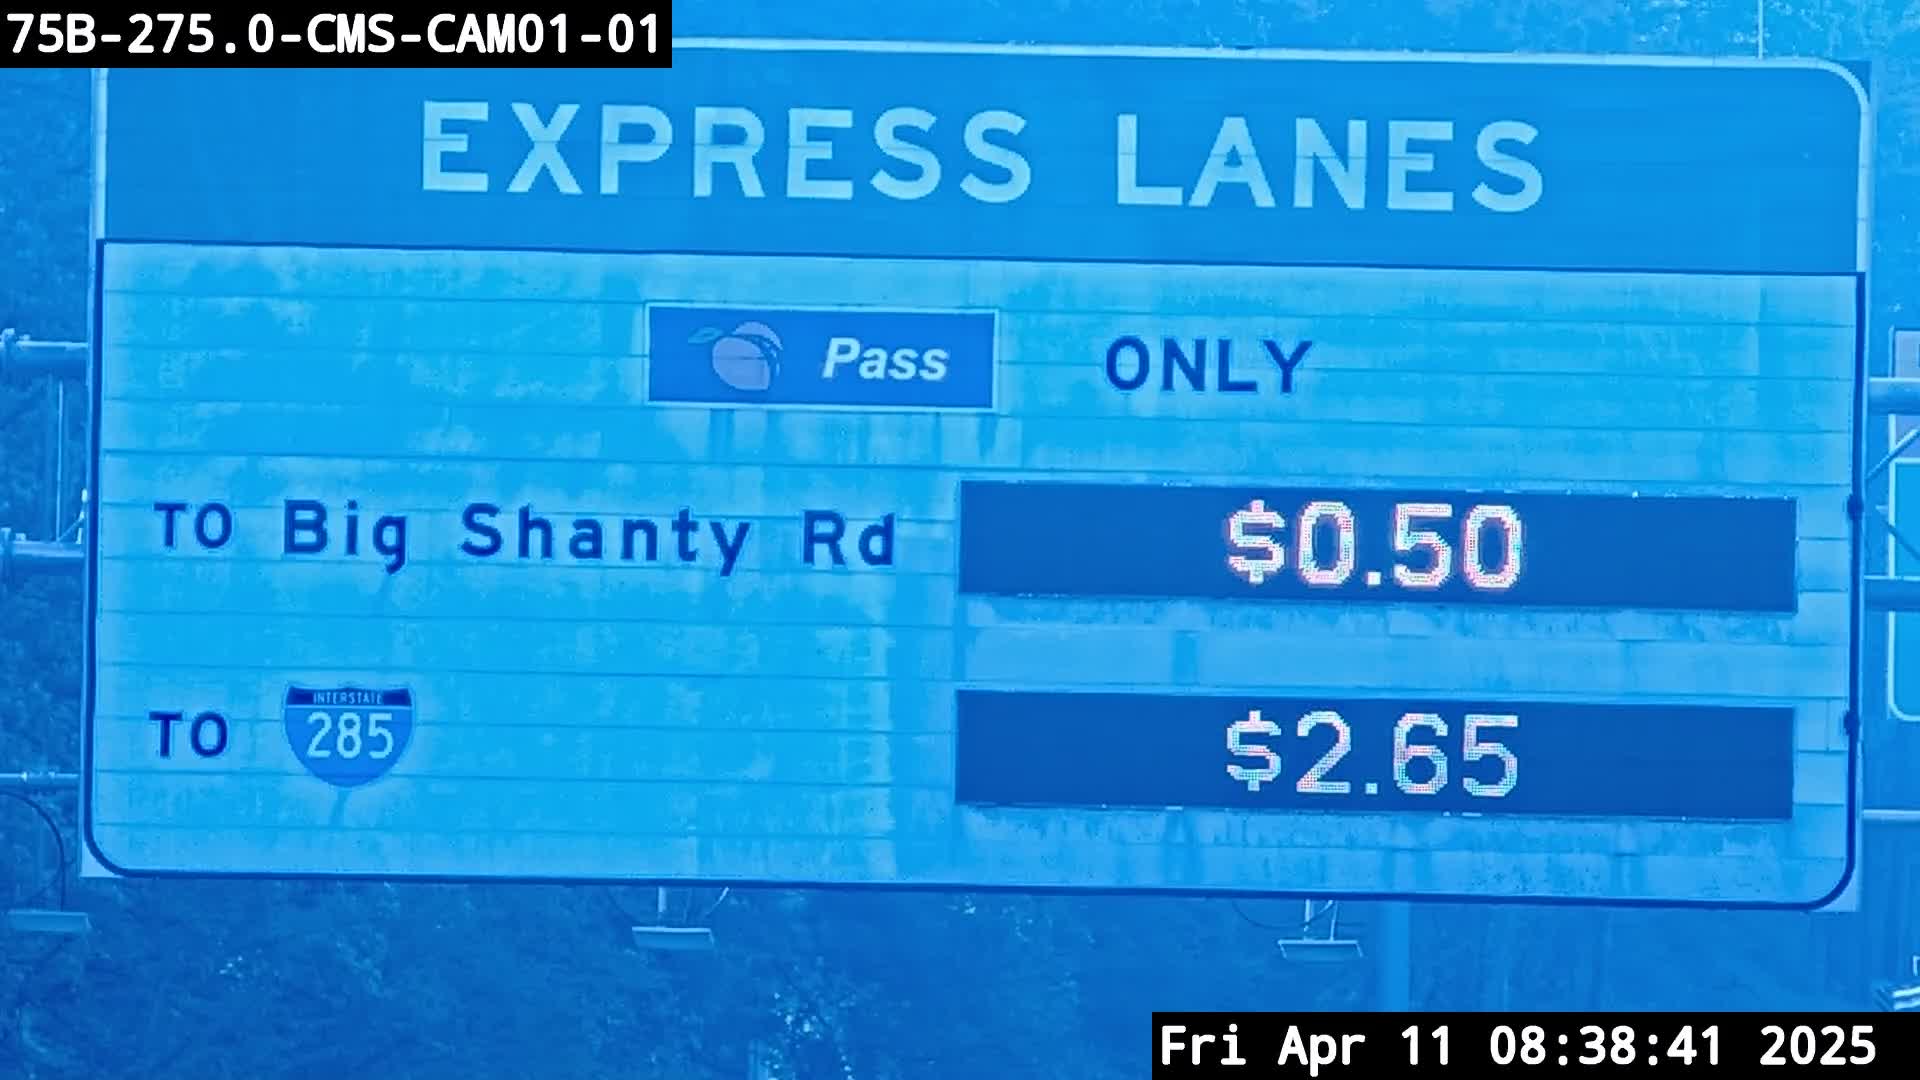 75B-275.0-CMS-CAM01-01
EXPRESS LANES
Pass ONLY
TO Big Shanty Rd $0.50
TO INTERSTATE 285 $2.65
Fri Apr 11 08:38:41 2025